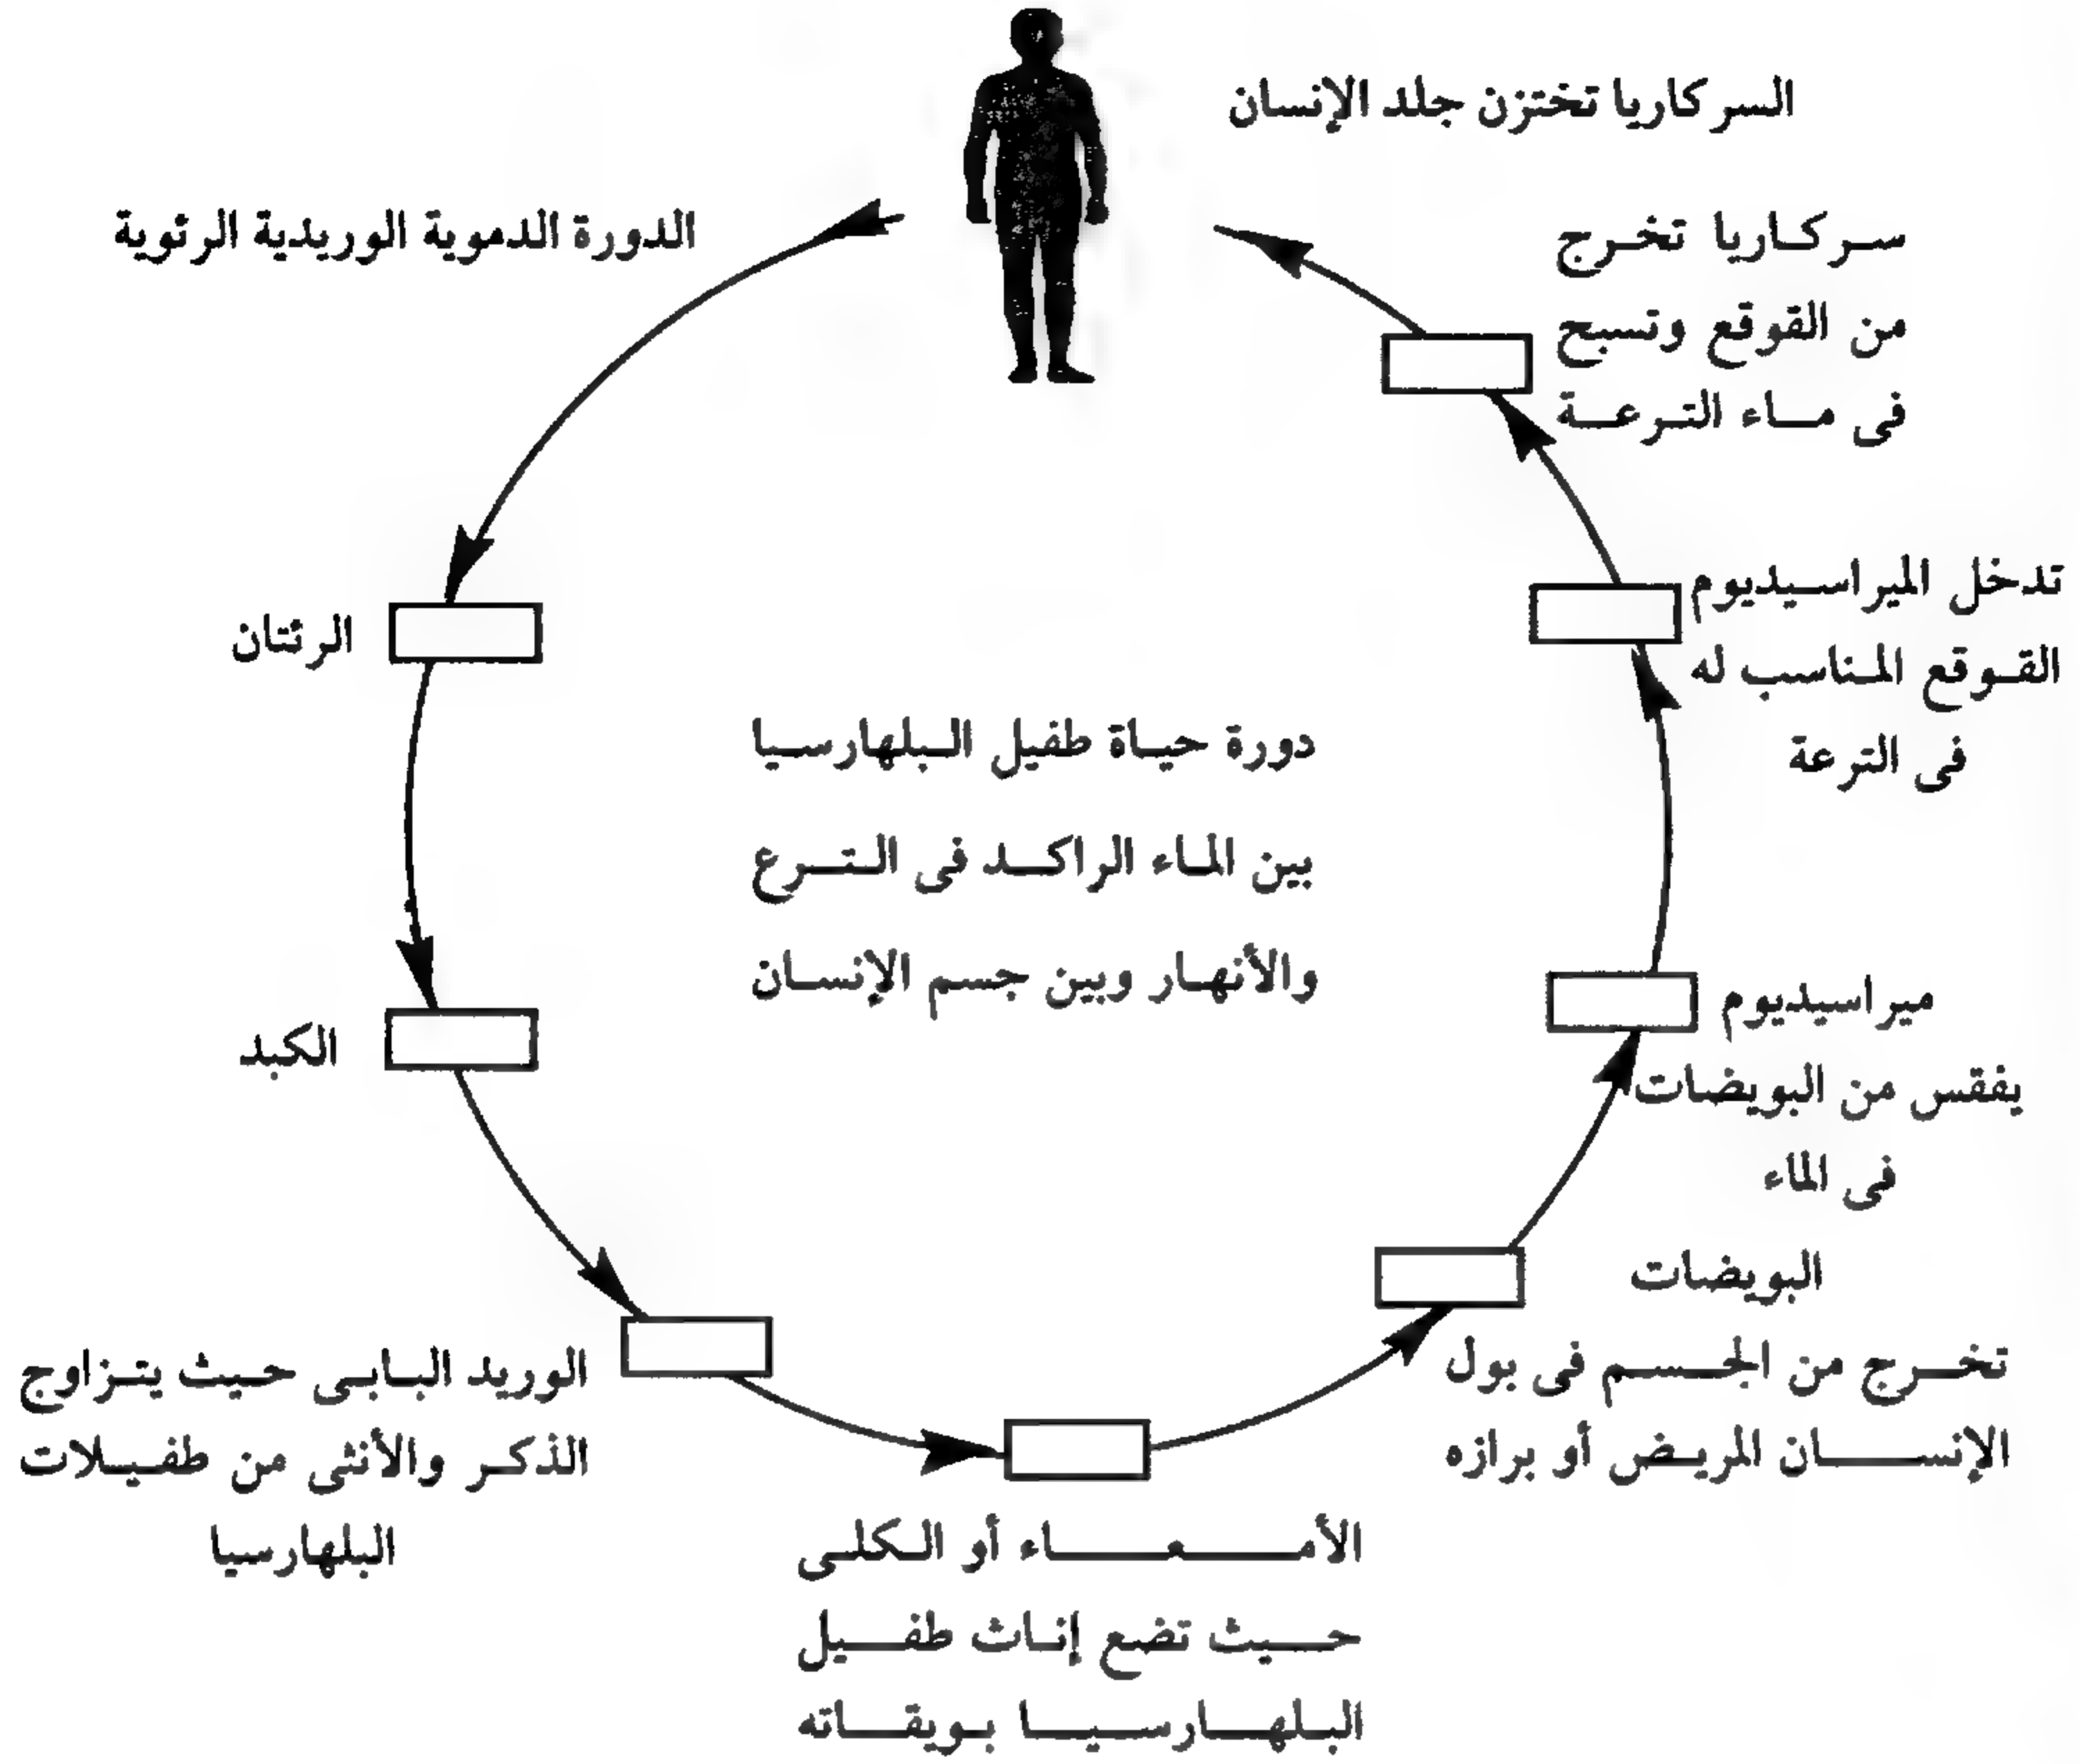 السركاريا تختزن جلد الإنسان
سركاريا تخرج
من القوقع وتسبح
فى ماء الترعة
تدخل الميراسيديوم
القوقع المناسب له
فى الترعة
ميراسيديوم
يفقس من البويضات
فى الماء
البويضات
تخرج من الجسم فى بول
الإنسان المريض أو برازه
الأمعاء أو الكلى
حيث تضع إناث طفيل
البلهارسيا بويقاته
الوريد البابى حيث يتزاوج
الذكر والأنثى من طفيلات
البلهارسيا
الكبد
الرئتان
الدورة الدموية الوريدية الرئوية
دورة حياة طفيل البلهارسيا
بين الماء الراكد فى الترع
والأنهار وبين جسم الإنسان